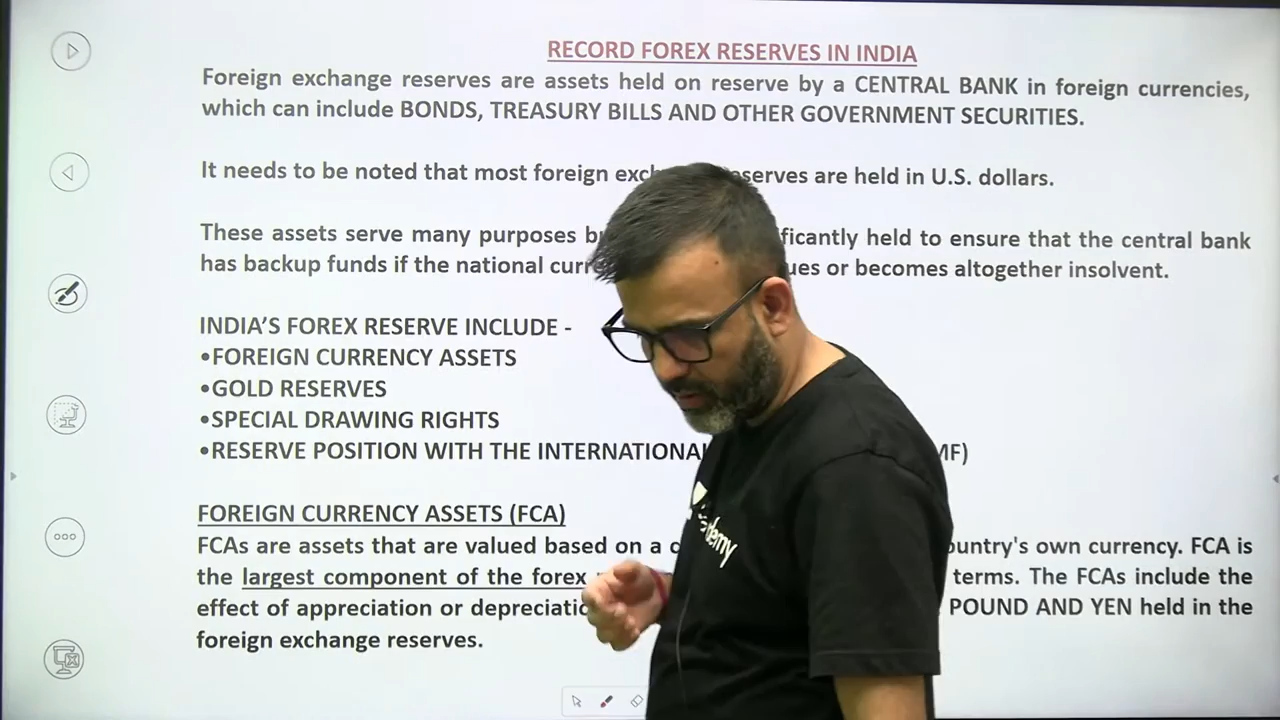 RECORD FOREX RESERVES IN INDIA
Foreign exchange reserves are assets held on reserve by a CENTRAL BANK in foreign currencies,
which can include BONDS, TREASURY BILLS AND OTHER GOVERNMENT SECURITIES.
It needs to be noted that most foreign serves are held in U.S. dollars.
These assets serve many purposes ficantly held to ensure that the central bank
has backup funds if the national ues or becomes altogether insolvent.
INDIA'S FOREX RESERVE INCLUDE -
•FOREIGN CURRENCY ASSETS
•GOLD RESERVES
•SPECIAL DRAWING RIGHTS
•RESERVE POSITION WITH THE INTERNATIONAL MF)
FOREIGN CURRENCY ASSETS (FCA)
FCAs are assets that are valued based on a ountry's own currency. FCA is
the largest component of the forex terms. The FCAs include the
effect of appreciation or POUND AND YEN held in the
foreign exchange reserves.
demy